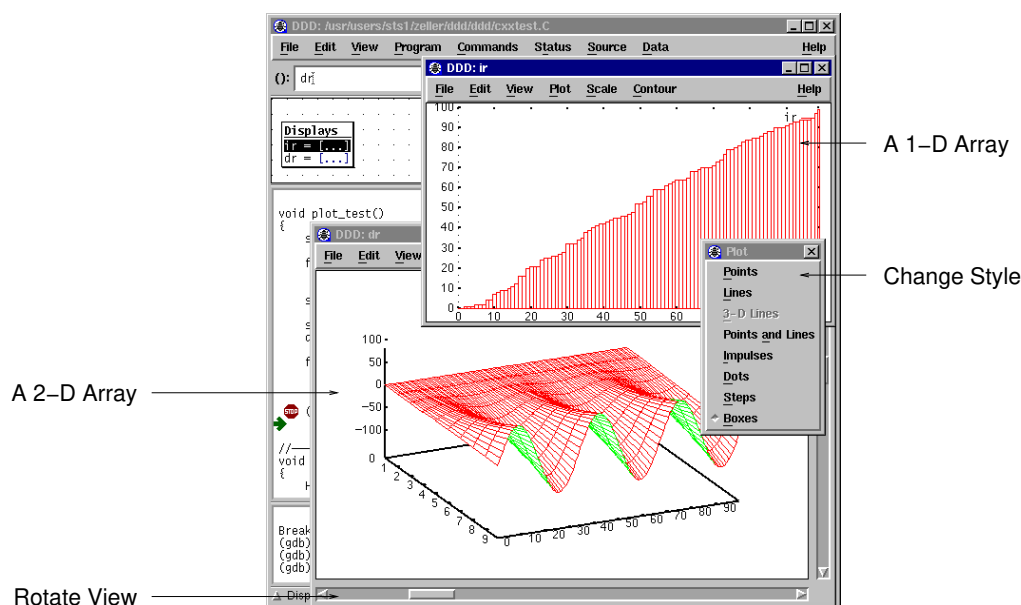 DDD: /usr/users/sts1/zeller/ddd/ddd/cxxtest.C
File Edit View Program Commands Status Source Data Help
(): dr
DDD: ir
File Edit View Plot Scale Contour Help
Displays
ir = [...]
dr = [...]
100
90
80
70
60
50
40
30
20
10
0
0 10 20 30 40 50 60
ir
A 1-D Array
void plot_test()
{
DDD: dr
File Edit View
Plot
Points
Lines
3-D Lines
Points and Lines
Impulses
Dots
Steps
Boxes
Change Style
100
50
0
-50
-100
0
1
2
3
4
5
6
7
8
9
0 10 20 30 40 50 60 70 80 90
A 2-D Array
STOP (
//
void
{
H
Break
(gdb)
(gdb)
(gdb)
Disp
Rotate View